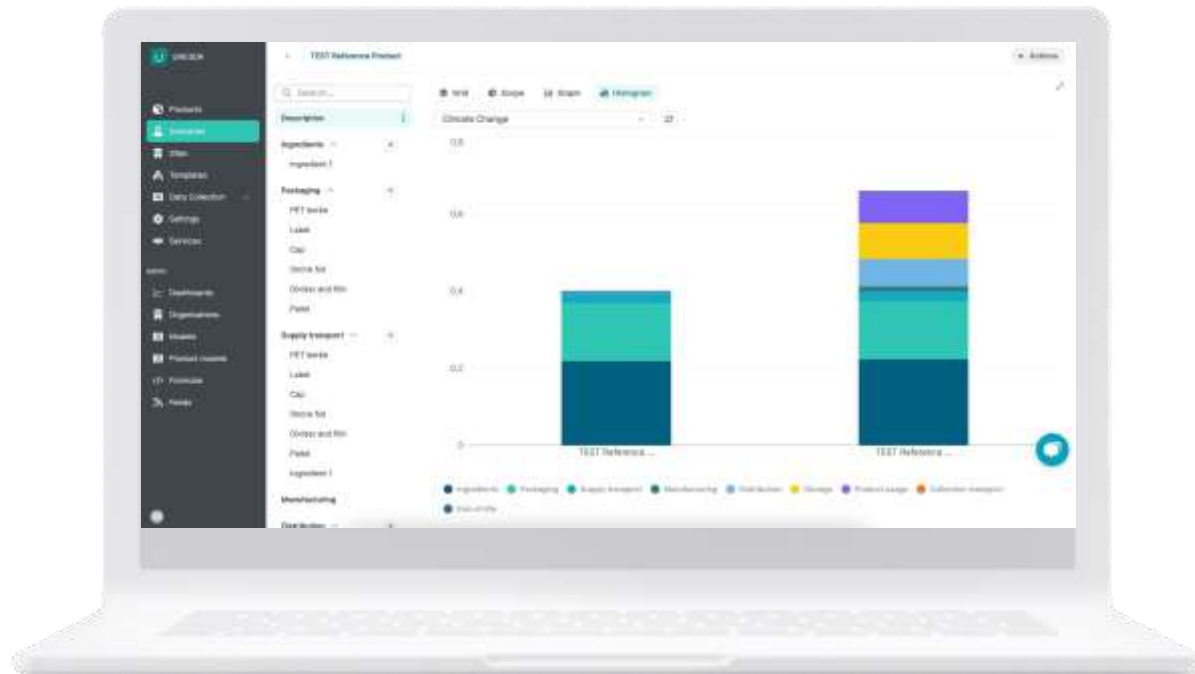 TEST Reference Product
Actions
Search...
Grid
Scope
Graph
Histogram
Climate Change
Products
Scenarios
Sites
Templates
Data Collection
Settings
Services
Dashboards
Organisations
Models
Product models
Formulas
Fields
Description
Ingredients
Ingredient 1
Packaging
PET bottle
Label
Cap
Divider and film
Pallet
Supply transport
PET bottle
Label
Cap
Divider and film
Pallet
Ingredient 1
Manufacturing
Distribution
0,8
0,6
0,4
0,2
0
TEST Reference ...
TEST Reference ...
Ingredients
Packaging
Supply transport
Manufacturing
Distribution
Storage
Product usage
Collection transport
End of life